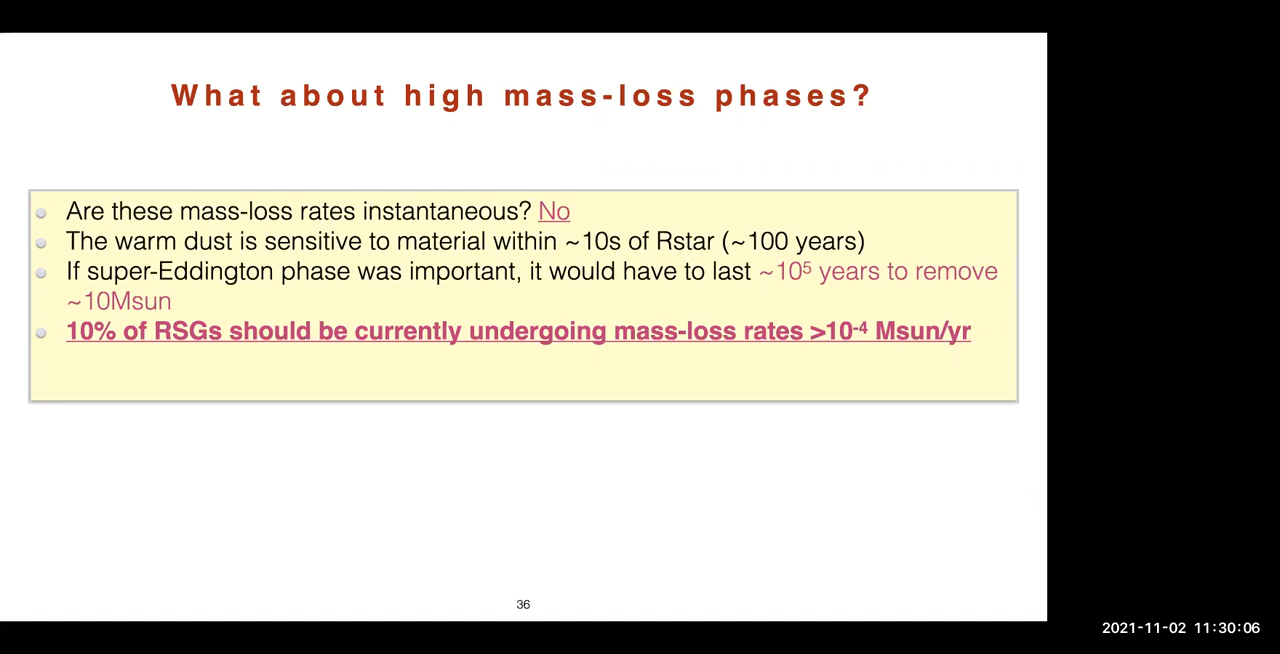 What about high mass-loss phases?
Are these mass-loss rates instantaneous? No
The warm dust is sensitive to material within ~10s of Rstar (~100 years)
If super-Eddington phase was important, it would have to last ~10⁵ years to remove
~10Msun
10% of RSGs should be currently undergoing mass-loss rates >10⁻⁴ Msun/yr
36
2021-11-02 11:30:06